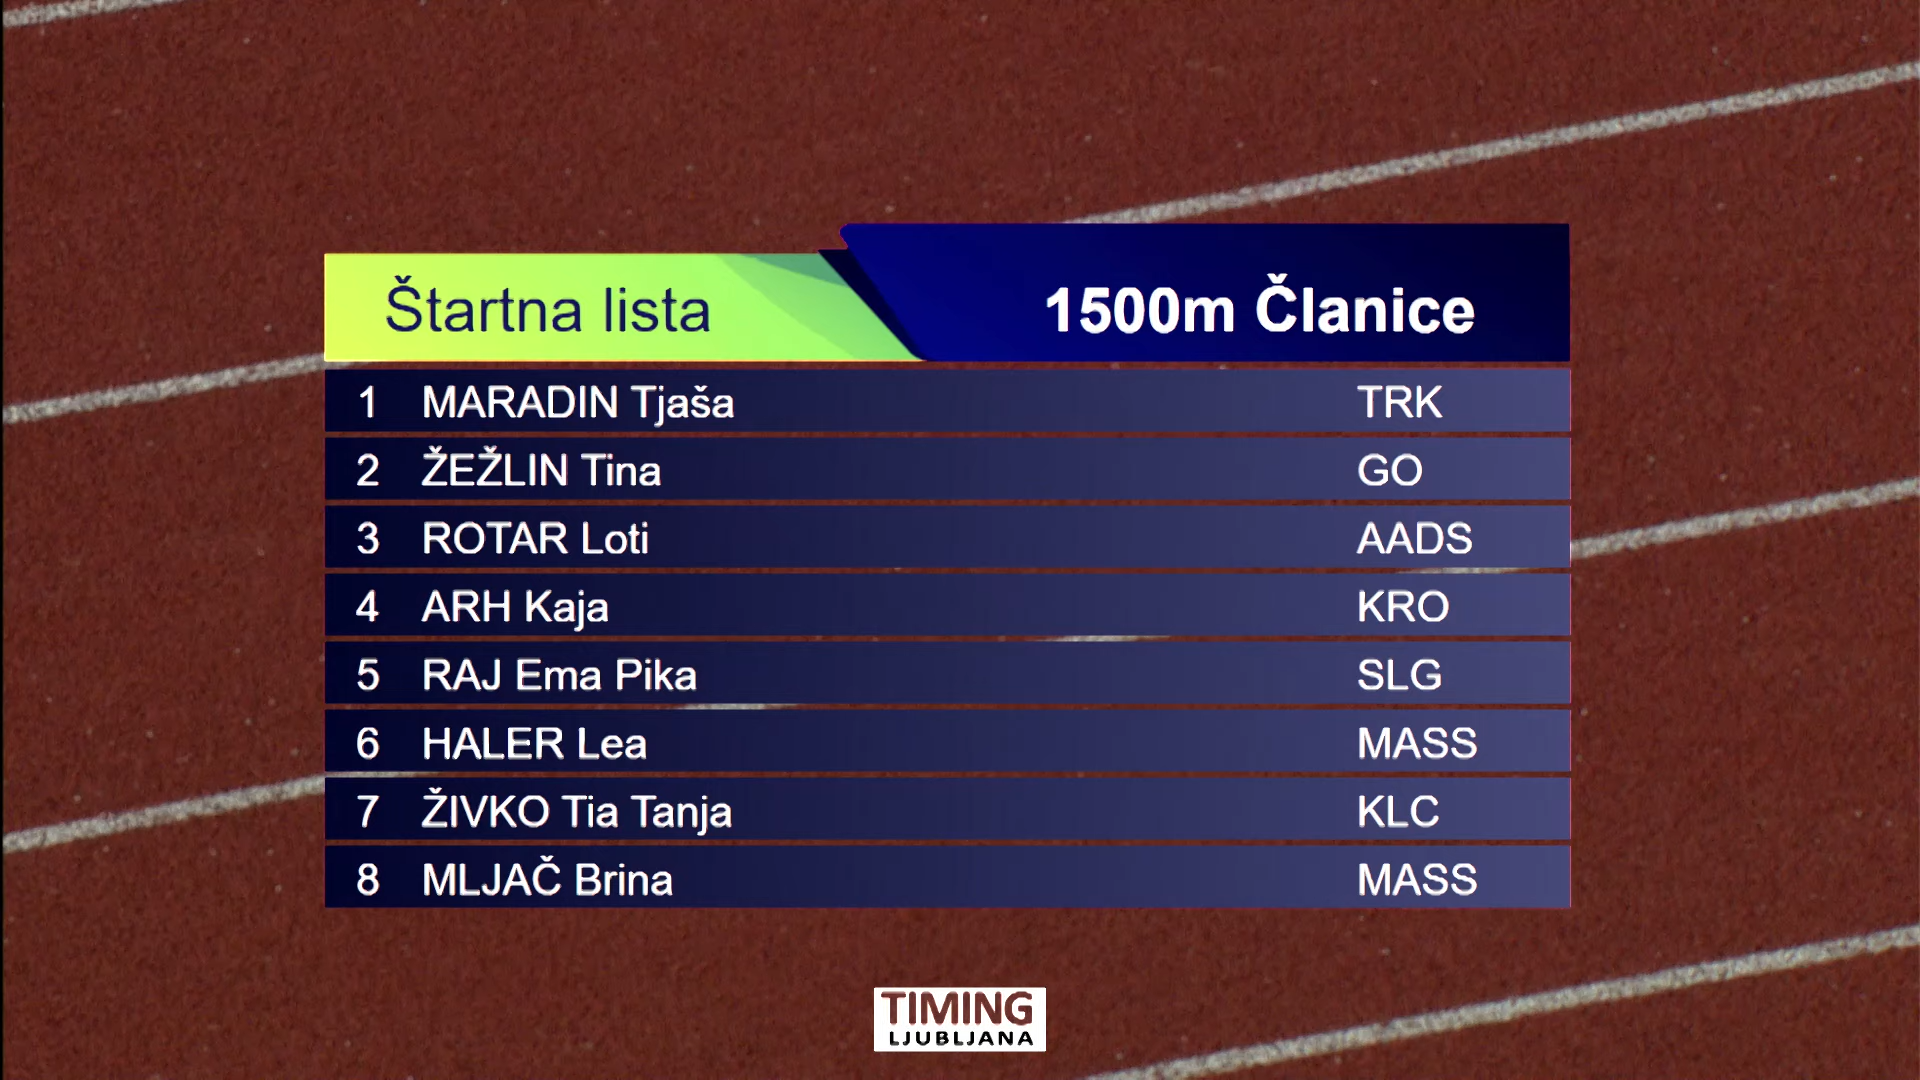 Štartna lista
1500m Članice
1 MARADIN Tjaša TRK
2 ŽEŽLIN Tina GO
3 ROTAR Loti AADS
4 ARH Kaja KRO
5 RAJ Ema Pika SLG
6 HALER Lea MASS
7 ŽIVKO Tia Tanja KLC
8 MLJAČ Brina MASS
TIMING
LJUBLJANA